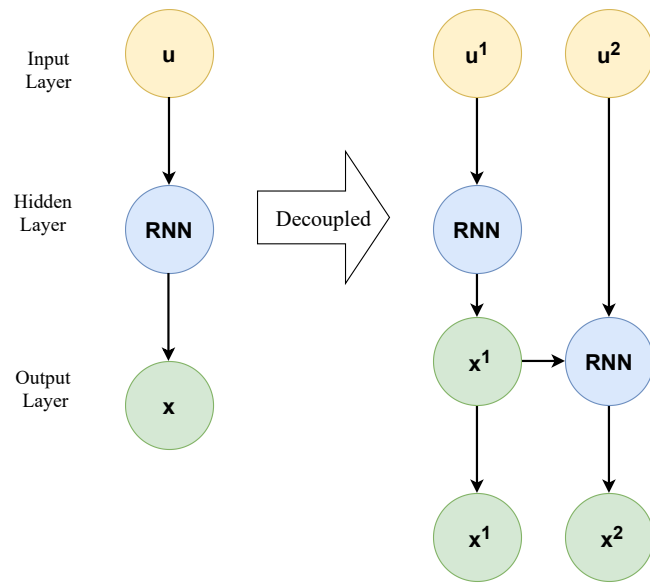 Input
Layer
u
u¹
u²
Hidden
Layer
RNN
Decoupled
RNN
Output
Layer
x
x¹
RNN
x¹
x²